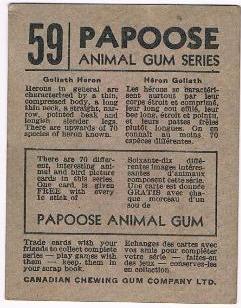 59 PAPOOSE
ANIMAL GUM SERIES
Goliath Heron
Herons in general are
characterized by a thin,
compressed body, a long
thin neck, a straight, nar-
row, pointed beak and
longish slender legs.
There are upwards of 70
species of heron known.
Héron Goliath
Les hérons se caractéri-
sent surtout par leur
corps étroit et comprimé,
leur long cou effilé, leur
bec long, étroit et pointu,
et leurs pattes frêles
plutôt longues. On en
connait au moins 70
espèces différentes.
There are 70 differ-
ent, interesting ani-
mal and bird picture
cards in this series.
One card, is given
FREE with every
1c stick of
Soixante-dix diffé-
rentes images intéres-
santes d'animaux
composent cette série.
Une carte est donnée
GRATIS avec cha-
que morceau d'un
sou de
PAPOOSE ANIMAL GUM
Trade cards with your
friends to collect complete
series — play games with
them — keep them in
your scrap book.
Echanges des cartes avec
vos amis pour compléter
votre série — faites-en
des jeux — conservez-les
en collection.
CANADIAN CHEWING GUM COMPANY LTD.